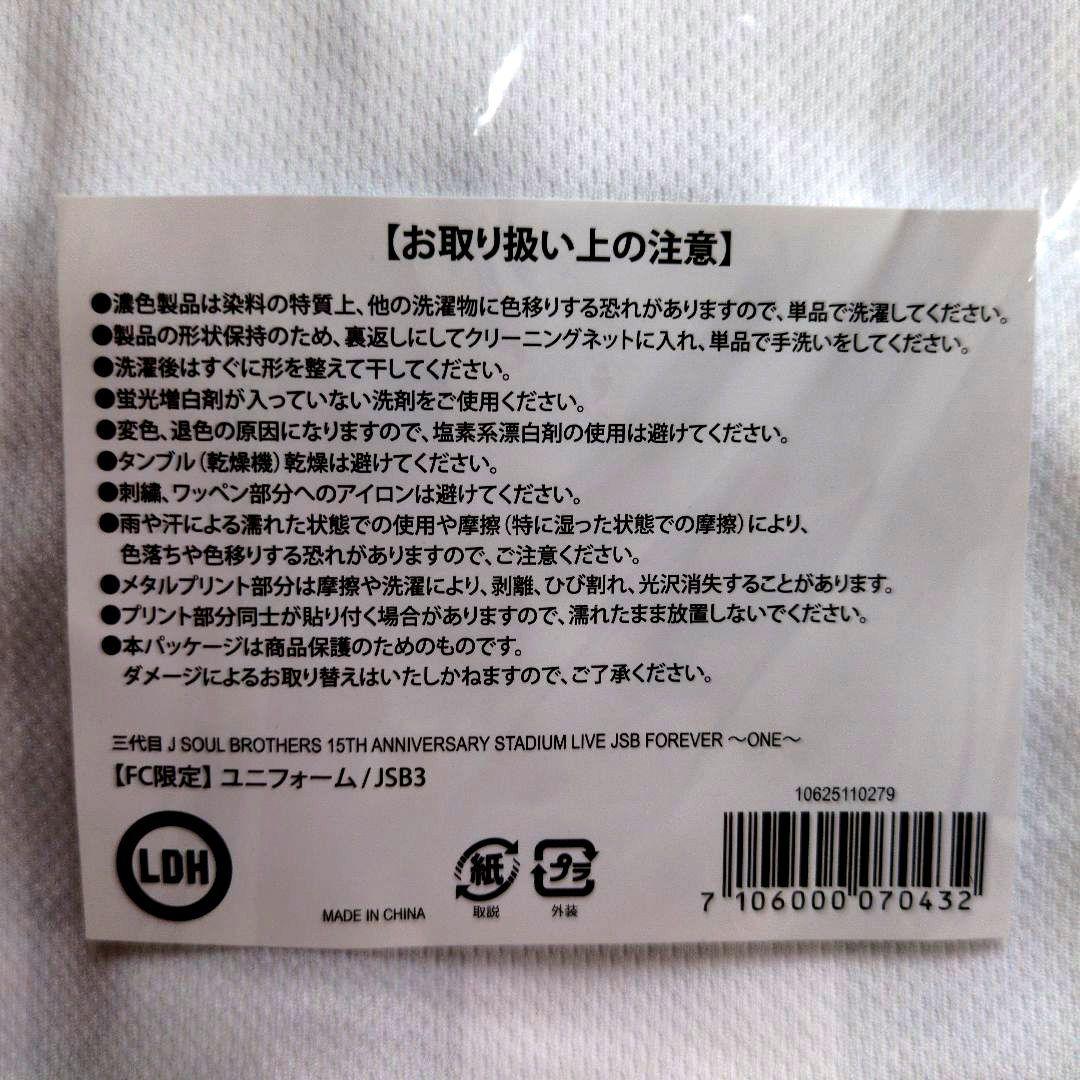 【お取り扱い上の注意】
●濃色製品は染料の特質上、他の洗濯物に色移りする恐れがありますので、単品で洗濯してください。
●製品の形状保持のため、裏返しにしてクリーニングネットに入れ、単品で手洗いをしてください。
●洗濯後はすぐに形を整えて干してください。
●蛍光増白剤が入っていない洗剤をご使用ください。
●変色、退色の原因になりますので、塩素系漂白剤の使用は避けてください。
●タンブル(乾燥機)乾燥は避けてください。
●刺繍、ワッペン部分へのアイロンは避けてください。
●雨や汗による濡れた状態での使用や摩擦(特に湿った状態での摩擦)により、
色落ちや色移りする恐れがありますので、ご注意ください。
●メタルプリント部分は摩擦や洗濯により、剥離、ひび割れ、光沢消失することがあります。
●プリント部分同士が貼り付く場合がありますので、濡れたまま放置しないでください。
●本パッケージは商品保護のためのものです。
ダメージによるお取り替えはいたしかねますので、ご了承ください。
三代目 J SOUL BROTHERS 15TH ANNIVERSARY STADIUM LIVE JSB FOREVER ～ONE～
【FC限定】ユニフォーム/JSB3
10625110279
LDH
MADE IN CHINA
紙
取説
プラ
外装
7 106000 070432